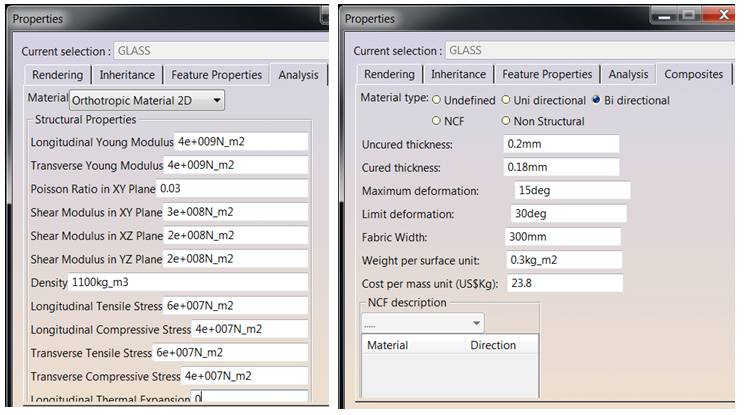 Properties
Current selection : GLASS
Rendering Inheritance Feature Properties Analysis
Material Orthotropic Material 2D
Structural Properties
Longitudinal Young Modulus 4e+009N_m2
Transverse Young Modulus 4e+009N_m2
Poisson Ratio in XY Plane 0.03
Shear Modulus in XY Plane 3e+008N_m2
Shear Modulus in XZ Plane 2e+008N_m2
Shear Modulus in YZ Plane 2e+008N_m2
Density 1100kg_m3
Longitudinal Tensile Stress 6e+007N_m2
Longitudinal Compressive Stress 4e+007N_m2
Transverse Tensile Stress 6e+007N_m2
Transverse Compressive Stress 4e+007N_m2
Longitudinal Thermal Expansion 0
Properties
Current selection : GLASS
Rendering Inheritance Feature Properties Analysis Composites
Material type: Undefined Uni directional Bi directional
NCF Non Structural
Uncured thickness: 0.2mm
Cured thickness: 0.18mm
Maximum deformation: 15deg
Limit deformation: 30deg
Fabric Width: 300mm
Weight per surface unit: 0.3kg_m2
Cost per mass unit (US$Kg): 23.8
NCF description
.....
Material Direction